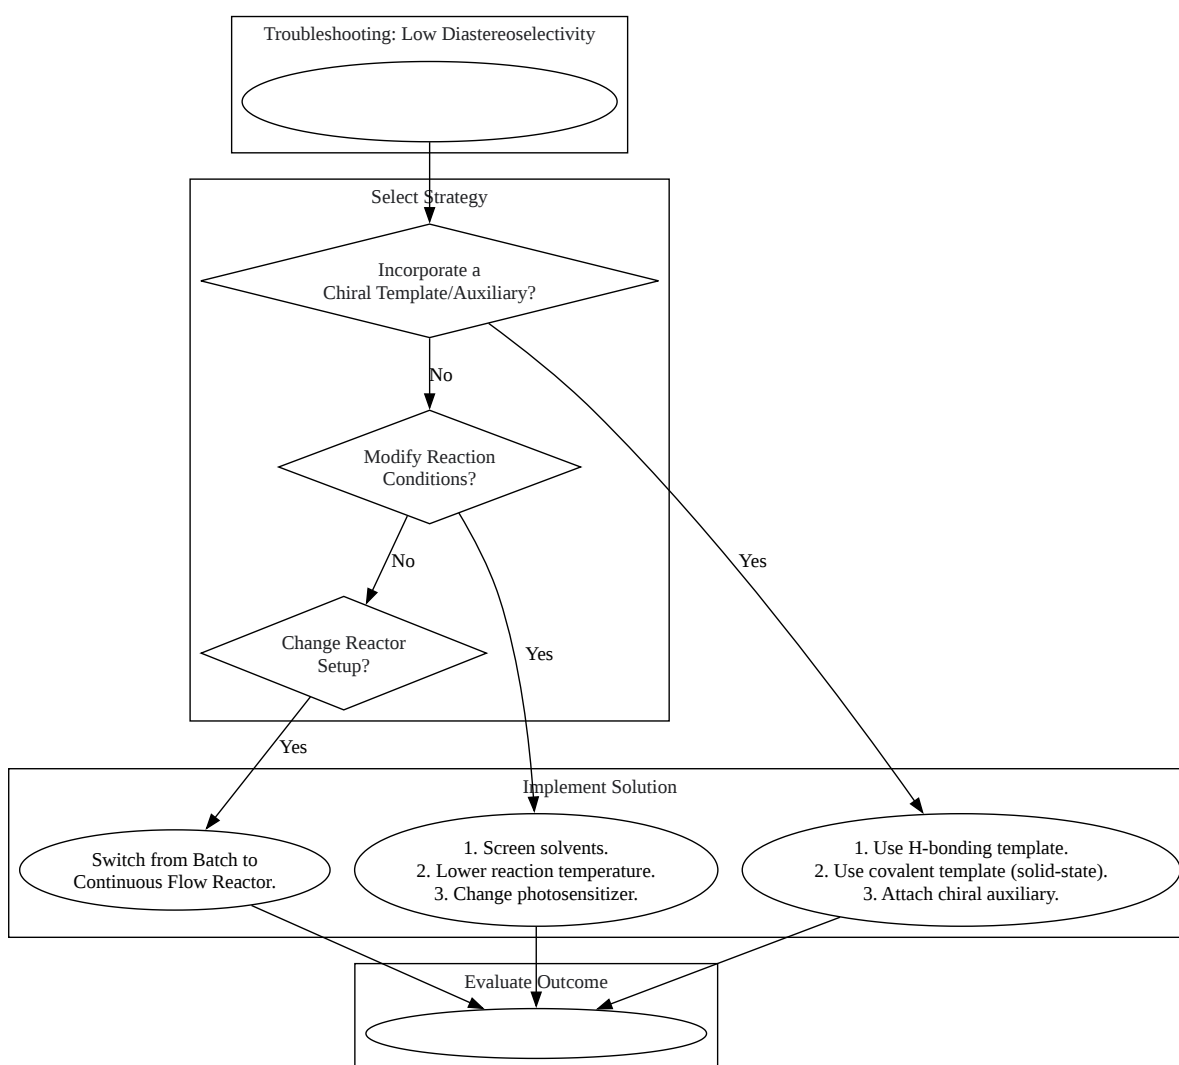 Troubleshooting: Low Diastereoselectivity
Select Strategy
Incorporate a
Chiral Template/Auxiliary?
No
Modify Reaction
Conditions?
No
Yes
Change Reactor
Setup?
Yes
Yes
Implement Solution
Switch from Batch to
Continuous Flow Reactor.
1. Screen solvents.
2. Lower reaction temperature.
3. Change photosensitizer.
1. Use H-bonding template.
2. Use covalent template (solid-state).
3. Attach chiral auxiliary.
Evaluate Outcome